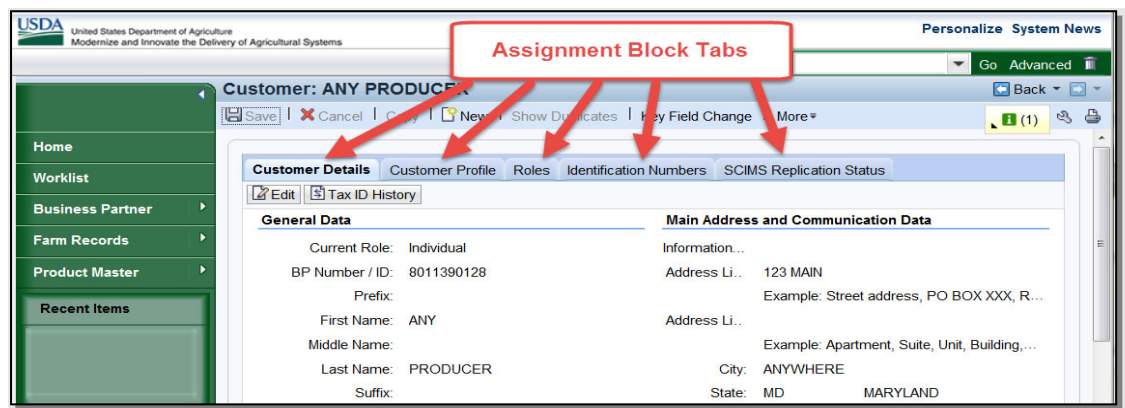 USDA United States Department of Agriculture
Modernize and Innovate the Delivery of Agricultural Systems
Personalize System News
Assignment Block Tabs
Go Advanced
Customer: ANY PRODUCER
Back
Save Cancel Copy New Show Duplicates Key Field Change More
(1)
Home
Worklist
Business Partner
Farm Records
Product Master
Recent Items
Customer Details Customer Profile Roles Identification Numbers SCIMS Replication Status
Edit Tax ID History
General Data Main Address and Communication Data
Current Role: Individual Information...
BP Number / ID: 8011390128 Address Li.. 123 MAIN
Prefix: Example: Street address, PO BOX XXX, R...
First Name: ANY Address Li..
Middle Name: Example: Apartment, Suite, Unit, Building,...
Last Name: PRODUCER City: ANYWHERE
Suffix: State: MD MARYLAND